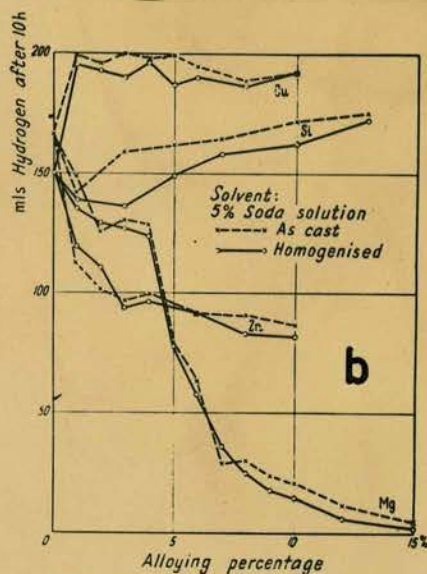 mls Hydrogen after 10h
200
150
100
50
0
Cu
Si
Solvent:
5% Soda solution
As cast
Homogenised
Zn
b
Mg
0 5 10 15%
Alloying percentage